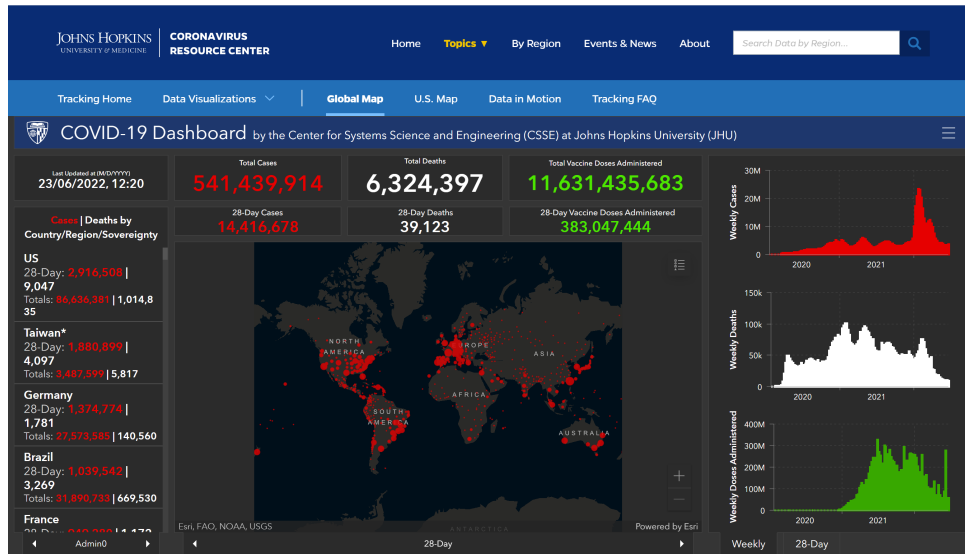 JOHNS HOPKINS
UNIVERSITY & MEDICINE
CORONAVIRUS
RESOURCE CENTER
Home
Topics ▼
By Region
Events & News
About
Search Data by Region...
Tracking Home
Data Visualizations
Global Map
U.S. Map
Data in Motion
Tracking FAQ
COVID-19 Dashboard by the Center for Systems Science and Engineering (CSSE) at Johns Hopkins University (JHU)
Last Updated at (M/D/YYYY)
23/06/2022, 12:20
Cases | Deaths by
Country/Region/Sovereignty
US
28-Day: 2,916,508 |
9,047
Totals: 86,636,381 | 1,014,8
35
Taiwan*
28-Day: 1,880,899 |
4,097
Totals: 3,487,599 | 5,817
Germany
28-Day: 1,374,774 |
1,781
Totals: 27,573,585 | 140,560
Brazil
28-Day: 1,039,542 |
3,269
Totals: 31,890,733 | 669,530
France
Admin0
Total Cases
541,439,914
Total Deaths
6,324,397
Total Vaccine Doses Administered
11,631,435,683
28-Day Cases
14,416,678
28-Day Deaths
39,123
28-Day Vaccine Doses Administered
383,047,444
NORTH
AMERICA
ROPE
ASIA
AFRICA
SOUTH
AMERICA
AUSTRALIA
ANTARCTICA
Esri, FAO, NOAA, USGS
Powered by Esri
28-Day
Weekly Cases
30M
20M
10M
0
2020
2021
Weekly Deaths
150k
100k
50k
0
2020
2021
Weekly Doses Administered
400M
300M
200M
100M
0
2020
2021
Weekly
28-Day